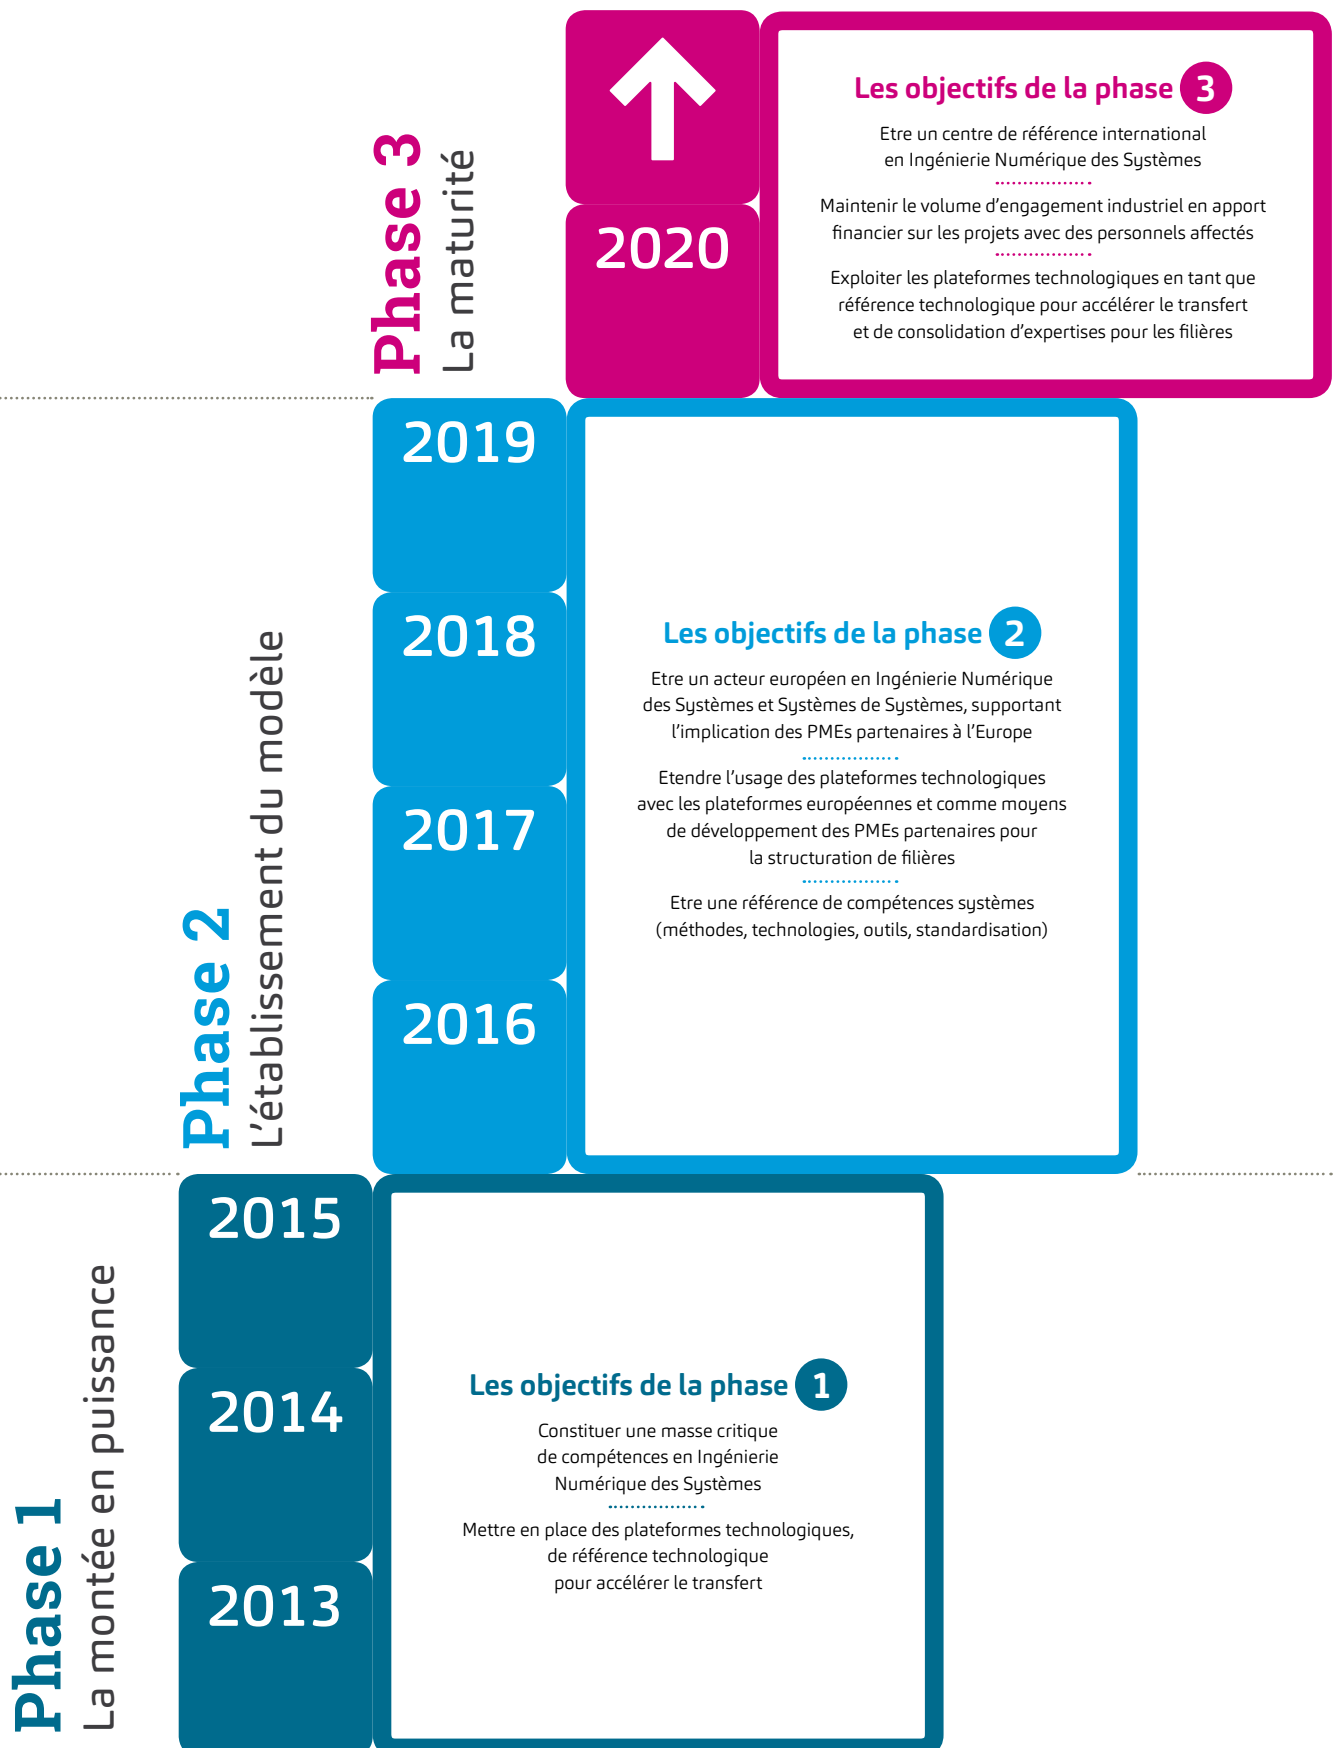 Phase 3
La maturité
2020
Les objectifs de la phase 3
Etre un centre de référence international
en Ingénierie Numérique des Systèmes
Maintenir le volume d’engagement industriel en apport
financier sur les projets avec des personnels affectés
Exploiter les plateformes technologiques en tant que
référence technologique pour accélérer le transfert
et de consolidation d’expertises pour les filières
Phase 2
L’établissement du modèle
2019
2018
2017
2016
Les objectifs de la phase 2
Etre un acteur européen en Ingénierie Numérique
des Systèmes et Systèmes de Systèmes, supportant
l’implication des PMEs partenaires à l’Europe
Etendre l’usage des plateformes technologiques
avec les plateformes européennes et comme moyens
de développement des PMEs partenaires pour
la structuration de filières
Etre une référence de compétences systèmes
(méthodes, technologies, outils, standardisation)
Phase 1
La montée en puissance
2015
2014
2013
Les objectifs de la phase 1
Constituer une masse critique
de compétences en Ingénierie
Numérique des Systèmes
Mettre en place des plateformes technologiques,
de référence technologique
pour accélérer le transfert